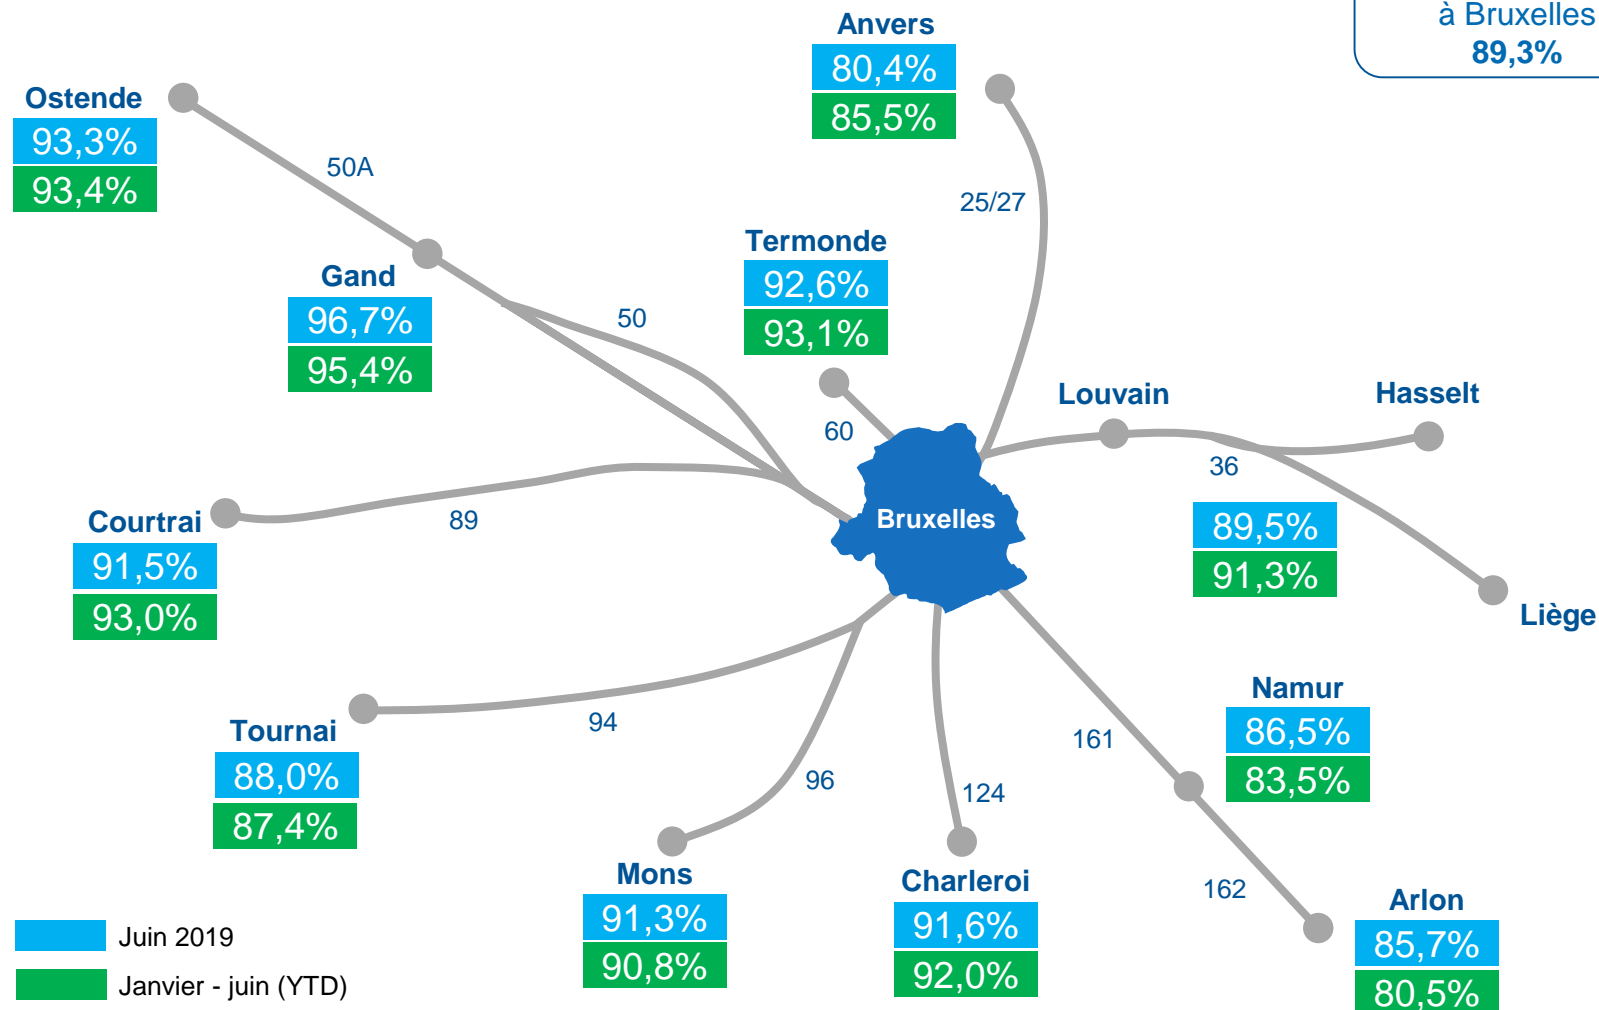 à Bruxelles
89,3%
Anvers
80,4%
85,5%
25/27
Ostende
93,3%
93,4%
50A
Gand
96,7%
95,4%
50
Termonde
92,6%
93,1%
60
Louvain
Hasselt
36
89,5%
91,3%
Liège
Bruxelles
Courtrai
91,5%
93,0%
89
Tournai
88,0%
87,4%
94
Mons
91,3%
90,8%
96
Charleroi
91,6%
92,0%
124
Namur
86,5%
83,5%
161
162
Arlon
85,7%
80,5%
Juin 2019
Janvier - juin (YTD)